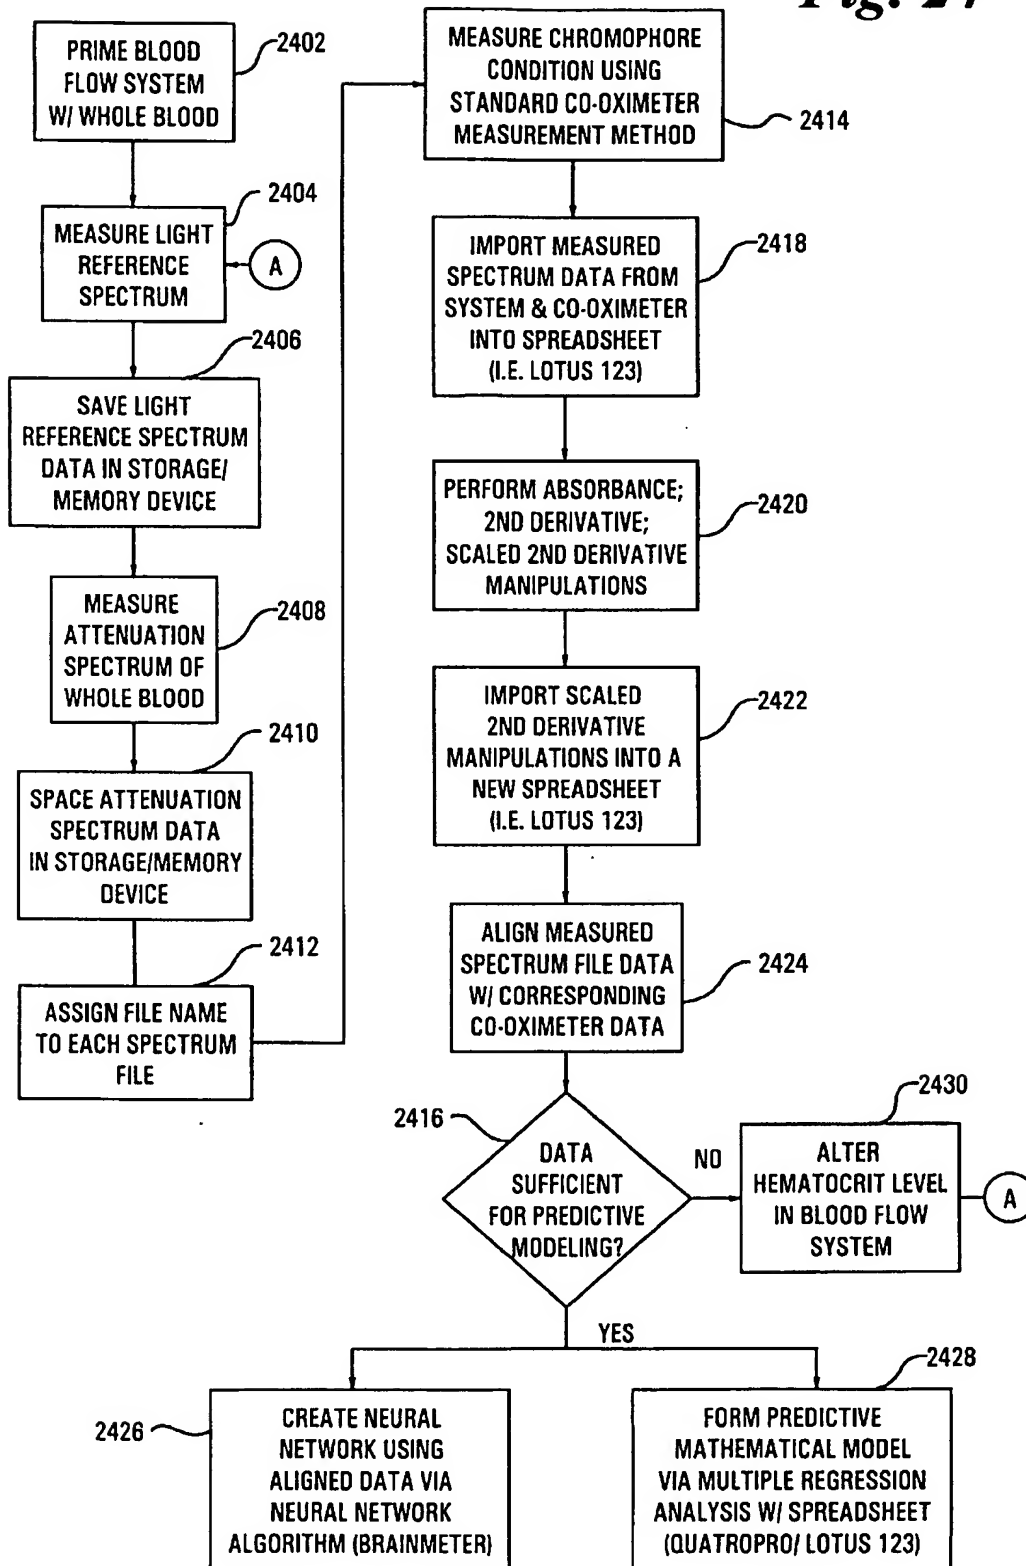 Fig. 24
PRIME BLOOD
FLOW SYSTEM
W/ WHOLE BLOOD
2402
MEASURE LIGHT
REFERENCE
SPECTRUM
2404
A
SAVE LIGHT
REFERENCE SPECTRUM
DATA IN STORAGE/
MEMORY DEVICE
2406
MEASURE
ATTENUATION
SPECTRUM OF
WHOLE BLOOD
2408
SPACE ATTENUATION
SPECTRUM DATA
IN STORAGE/MEMORY
DEVICE
2410
ASSIGN FILE NAME
TO EACH SPECTRUM
FILE
2412
MEASURE CHROMOPHORE
CONDITION USING
STANDARD CO-OXIMETER
MEASUREMENT METHOD
2414
IMPORT MEASURED
SPECTRUM DATA FROM
SYSTEM & CO-OXIMETER
INTO SPREADSHEET
(I.E. LOTUS 123)
2418
PERFORM ABSORBANCE;
2ND DERIVATIVE;
SCALED 2ND DERIVATIVE
MANIPULATIONS
2420
IMPORT SCALED
2ND DERIVATIVE
MANIPULATIONS INTO A
NEW SPREADSHEET
(I.E. LOTUS 123)
2422
ALIGN MEASURED
SPECTRUM FILE DATA
W/ CORRESPONDING
CO-OXIMETER DATA
2424
2416
DATA
SUFFICIENT
FOR PREDICTIVE
MODELING?
NO
2430
ALTER
HEMATOCRIT LEVEL
IN BLOOD FLOW
SYSTEM
A
YES
2426
CREATE NEURAL
NETWORK USING
ALIGNED DATA VIA
NEURAL NETWORK
ALGORITHM (BRAINMETER)
2428
FORM PREDICTIVE
MATHEMATICAL MODEL
VIA MULTIPLE REGRESSION
ANALYSIS W/ SPREADSHEET
(QUATROPRO/ LOTUS 123)